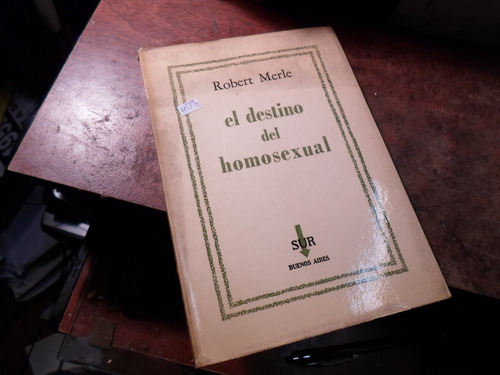 Robert Merle
el destino
del
homosexual
SUR
BUENOS AIRES